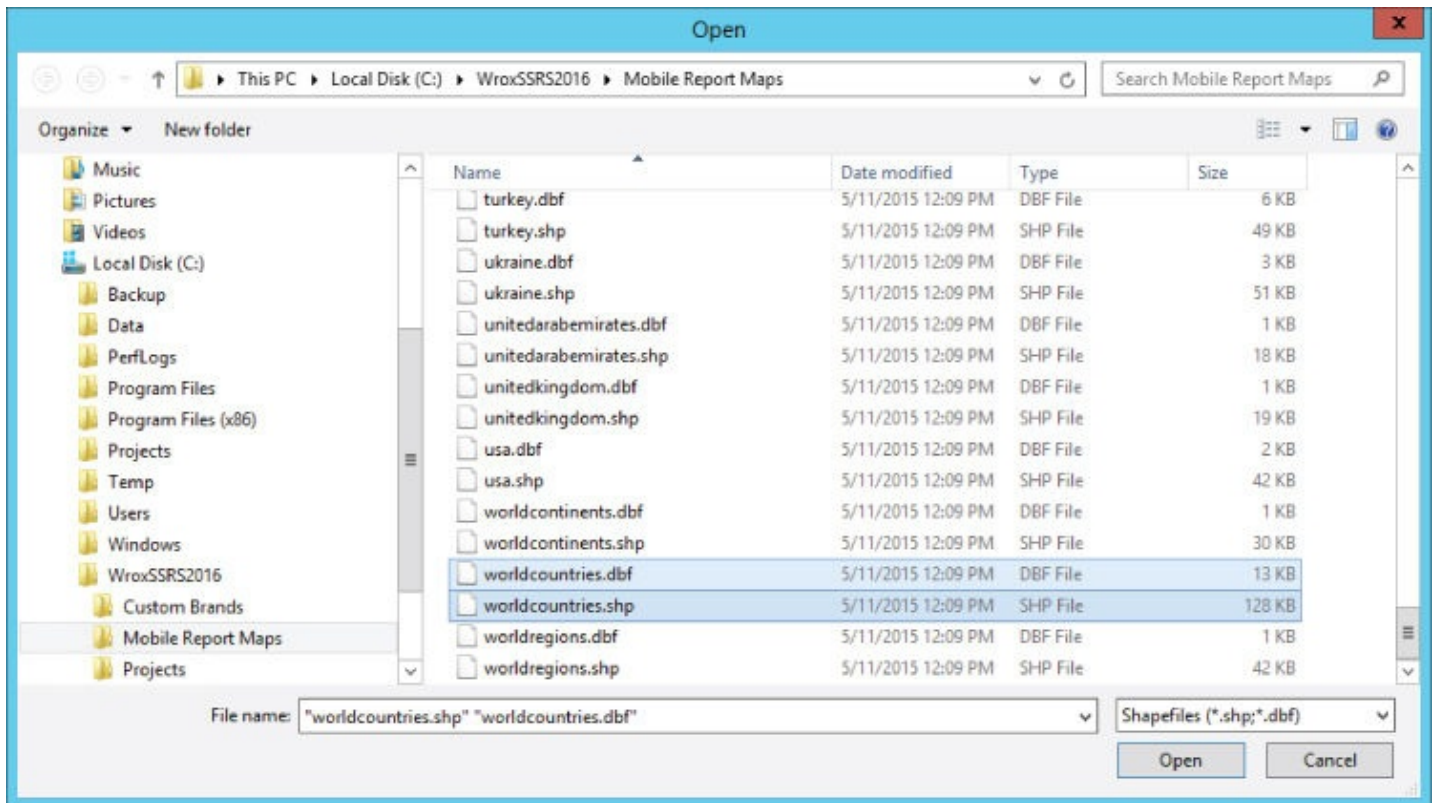 Open
x
This PC Local Disk (C:) WroxSSRS2016 Mobile Report Maps
Search Mobile Report Maps
Organize New folder
Music
Pictures
Videos
Local Disk (C:)
Backup
Data
PerfLogs
Program Files
Program Files (x86)
Projects
Temp
Users
Windows
WroxSSRS2016
Custom Brands
Mobile Report Maps
Projects
Name Date modified Type Size
turkey.dbf 5/11/2015 12:09 PM DBF File 6 KB
turkey.shp 5/11/2015 12:09 PM SHP File 49 KB
ukraine.dbf 5/11/2015 12:09 PM DBF File 3 KB
ukraine.shp 5/11/2015 12:09 PM SHP File 51 KB
unitedarabemirates.dbf 5/11/2015 12:09 PM DBF File 1 KB
unitedarabemirates.shp 5/11/2015 12:09 PM SHP File 18 KB
unitedkingdom.dbf 5/11/2015 12:09 PM DBF File 1 KB
unitedkingdom.shp 5/11/2015 12:09 PM SHP File 19 KB
usa.dbf 5/11/2015 12:09 PM DBF File 2 KB
usa.shp 5/11/2015 12:09 PM SHP File 42 KB
worldcontinents.dbf 5/11/2015 12:09 PM DBF File 1 KB
worldcontinents.shp 5/11/2015 12:09 PM SHP File 30 KB
worldcountries.dbf 5/11/2015 12:09 PM DBF File 13 KB
worldcountries.shp 5/11/2015 12:09 PM SHP File 128 KB
worldregions.dbf 5/11/2015 12:09 PM DBF File 1 KB
worldregions.shp 5/11/2015 12:09 PM SHP File 42 KB
File name: "worldcountries.shp" "worldcountries.dbf" Shapefiles (*.shp;*.dbf)
Open Cancel